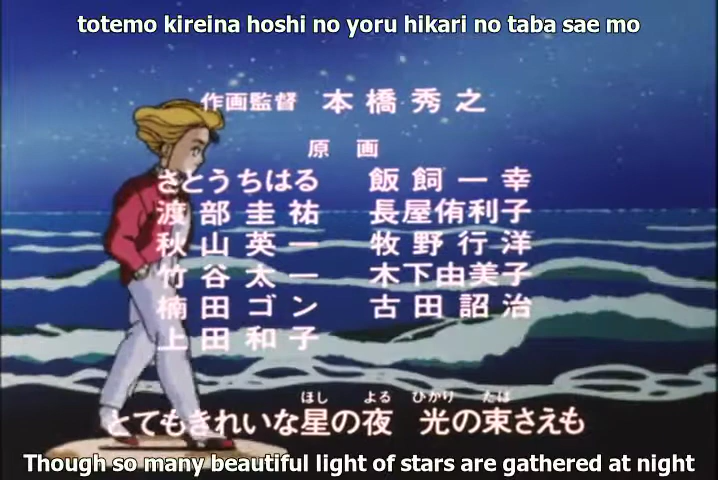 totemo kireina hoshi no yoru hikari no taba sae mo
作画監督 本橋秀之
原画
さとうちはる 飯飼一幸
渡部圭祐 長屋侑利子
秋山英一 牧野行洋
竹谷太一 木下由美子
楠田ゴン 古田詔治
上田和子
ほし よる ひかり たば
とてもきれいな星の夜 光の束さえも
Though so many beautiful light of stars are gathered at night